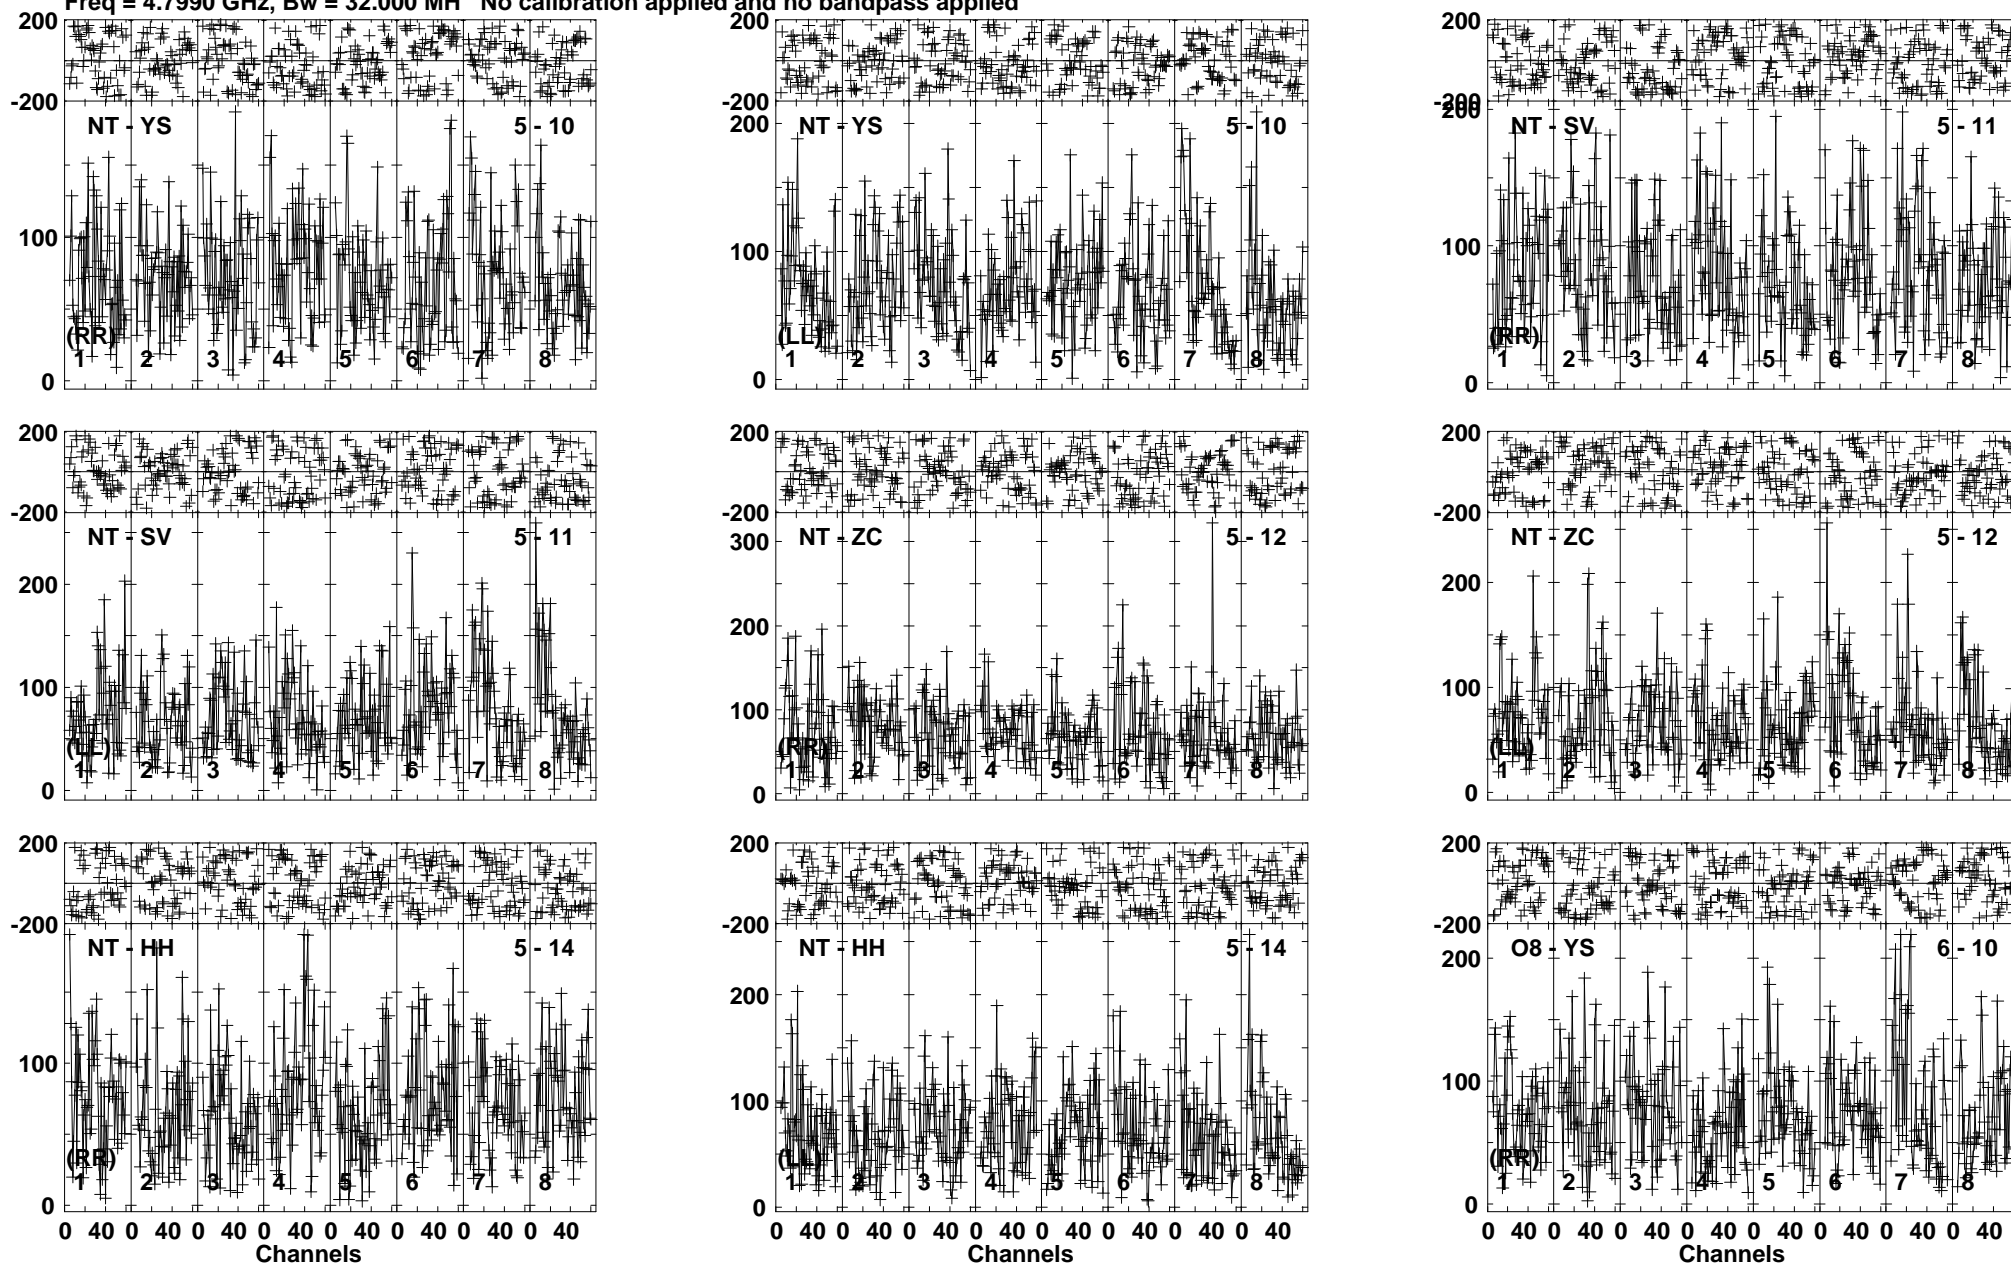 Freq = 4.7990 GHz, Bw = 32.000 MH No calibration applied and no bandpass applied
200 200 200
-200 -200 -200
NT - YS 5 - 10 NT - YS 5 - 10 NT - SV 5 - 11
200 200
100 100 100
(RR) (LL) (RR)
1 2 3 4 5 6 7 8 1 2 3 4 5 6 7 8 1 2 3 4 5 6 7 8
0 0 0
200 200 200
-200 -200 -200
NT - SV 5 - 11 NT - ZC 5 - 12 NT - ZC 5 - 12
300
200 200 200
100 100 100
(LL) (RR) (LL)
1 2 3 4 5 6 7 8 1 2 3 4 5 6 7 8 1 2 3 4 5 6 7 8
0 0 0
200 200 200
-200 -200 -200
NT - HH 5 - 14 NT - HH 5 - 14 O8 - YS 6 - 10
200 200
100 100 100
(RR) (LL) (RR)
1 2 3 4 5 6 7 8 1 2 3 4 5 6 7 8 1 2 3 4 5 6 7 8
0 0 0
0 40 0 40 0 40 0 40 0 40 0 40 0 40 0 40 0 40 0 40 0 40 0 40 0 40 0 40 0 40 0 40 0 40 0 40 0 40 0 40 0 40 0 40 0 40 0 40
Channels Channels Channels